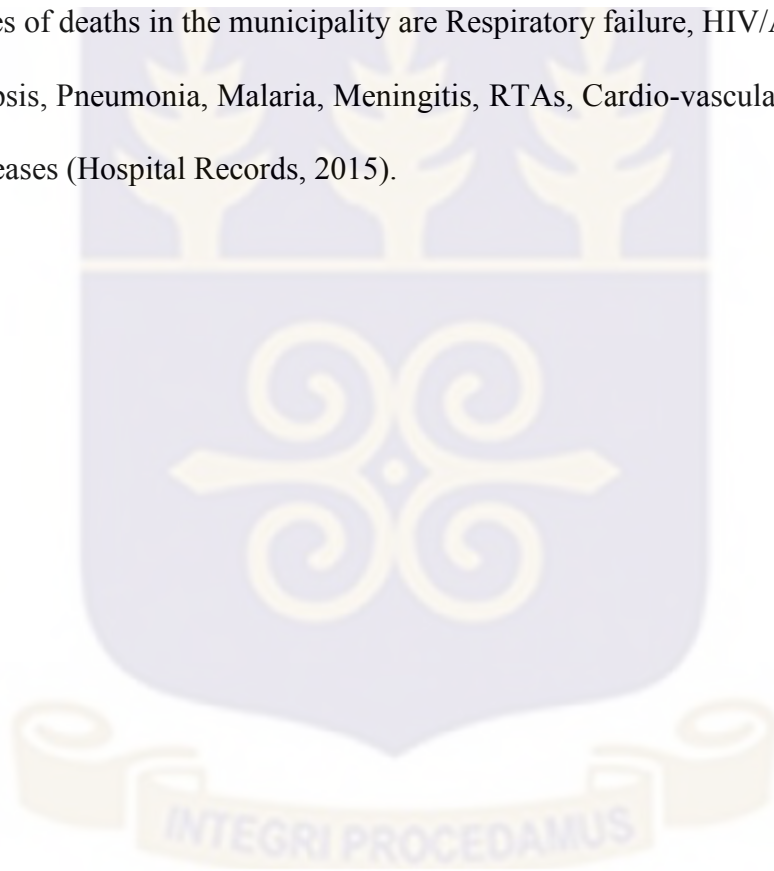 es of deaths in the municipality are Respiratory failure, HIV/A
psis, Pneumonia, Malaria, Meningitis, RTAs, Cardio-vascula
eases (Hospital Records, 2015).
INTEGRI PROCEDAMUS